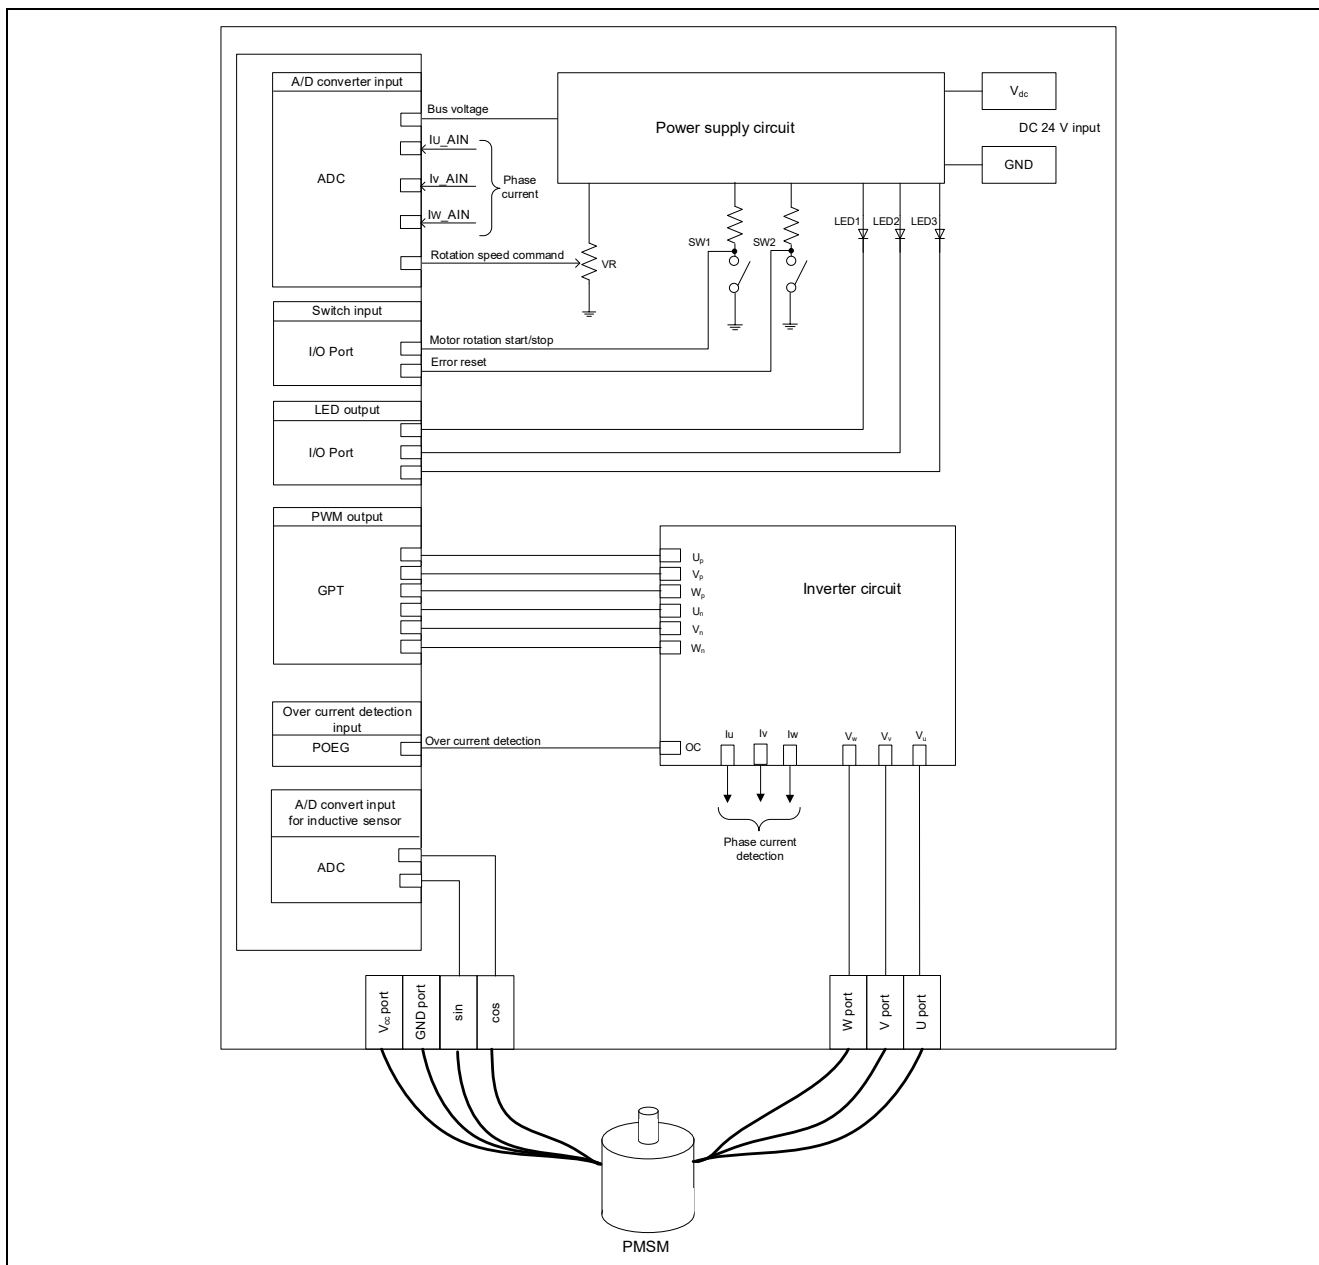 A/D converter input
ADC
Bus voltage
IU_AIN
Iv_AIN
IW_AIN
Phase
current
Rotation speed command
VR
Power supply circuit
Vdc
DC 24 V input
GND
SW1
SW2
LED1
LED2
LED3
Switch input
I/O Port
Motor rotation start/stop
Error reset
LED output
I/O Port
PWM output
GPT
Up
Vp
Wp
Un
Vn
Wn
Inverter circuit
Over current detection
input
POEG
Over current detection
OC
Iu
Iv
Iw
Vw
Vv
Vu
Phase current
detection
A/D convert input
for inductive sensor
ADC
Vcc port
GND port
sin
cos
W port
V port
U port
PMSM